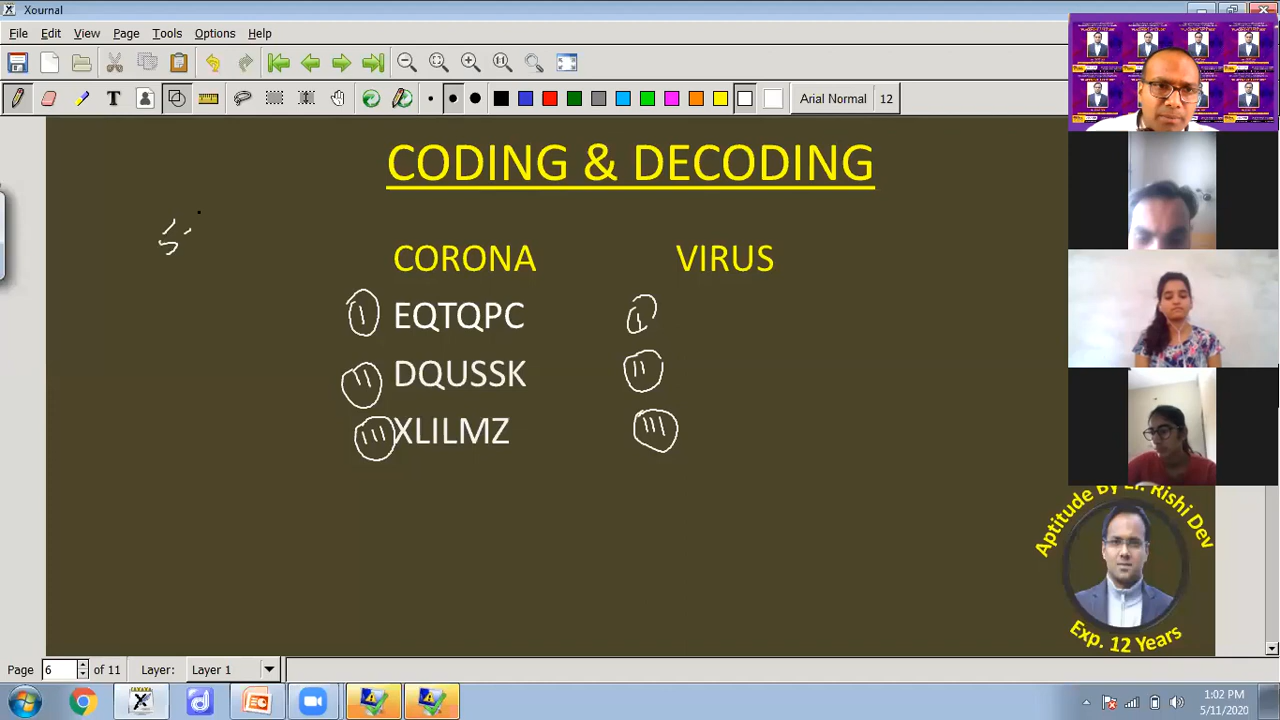 Xournal
File Edit View Page Tools Options Help
Arial Normal 12
CODING & DECODING
CORONA VIRUS
I EQTQPC I
II DQUSSK II
III XLILMZ III
Rishi Dev
Aptitude By
Exp. 12 Years
Page 6 of 11 Layer: Layer 1
1:02 PM
5/11/2020